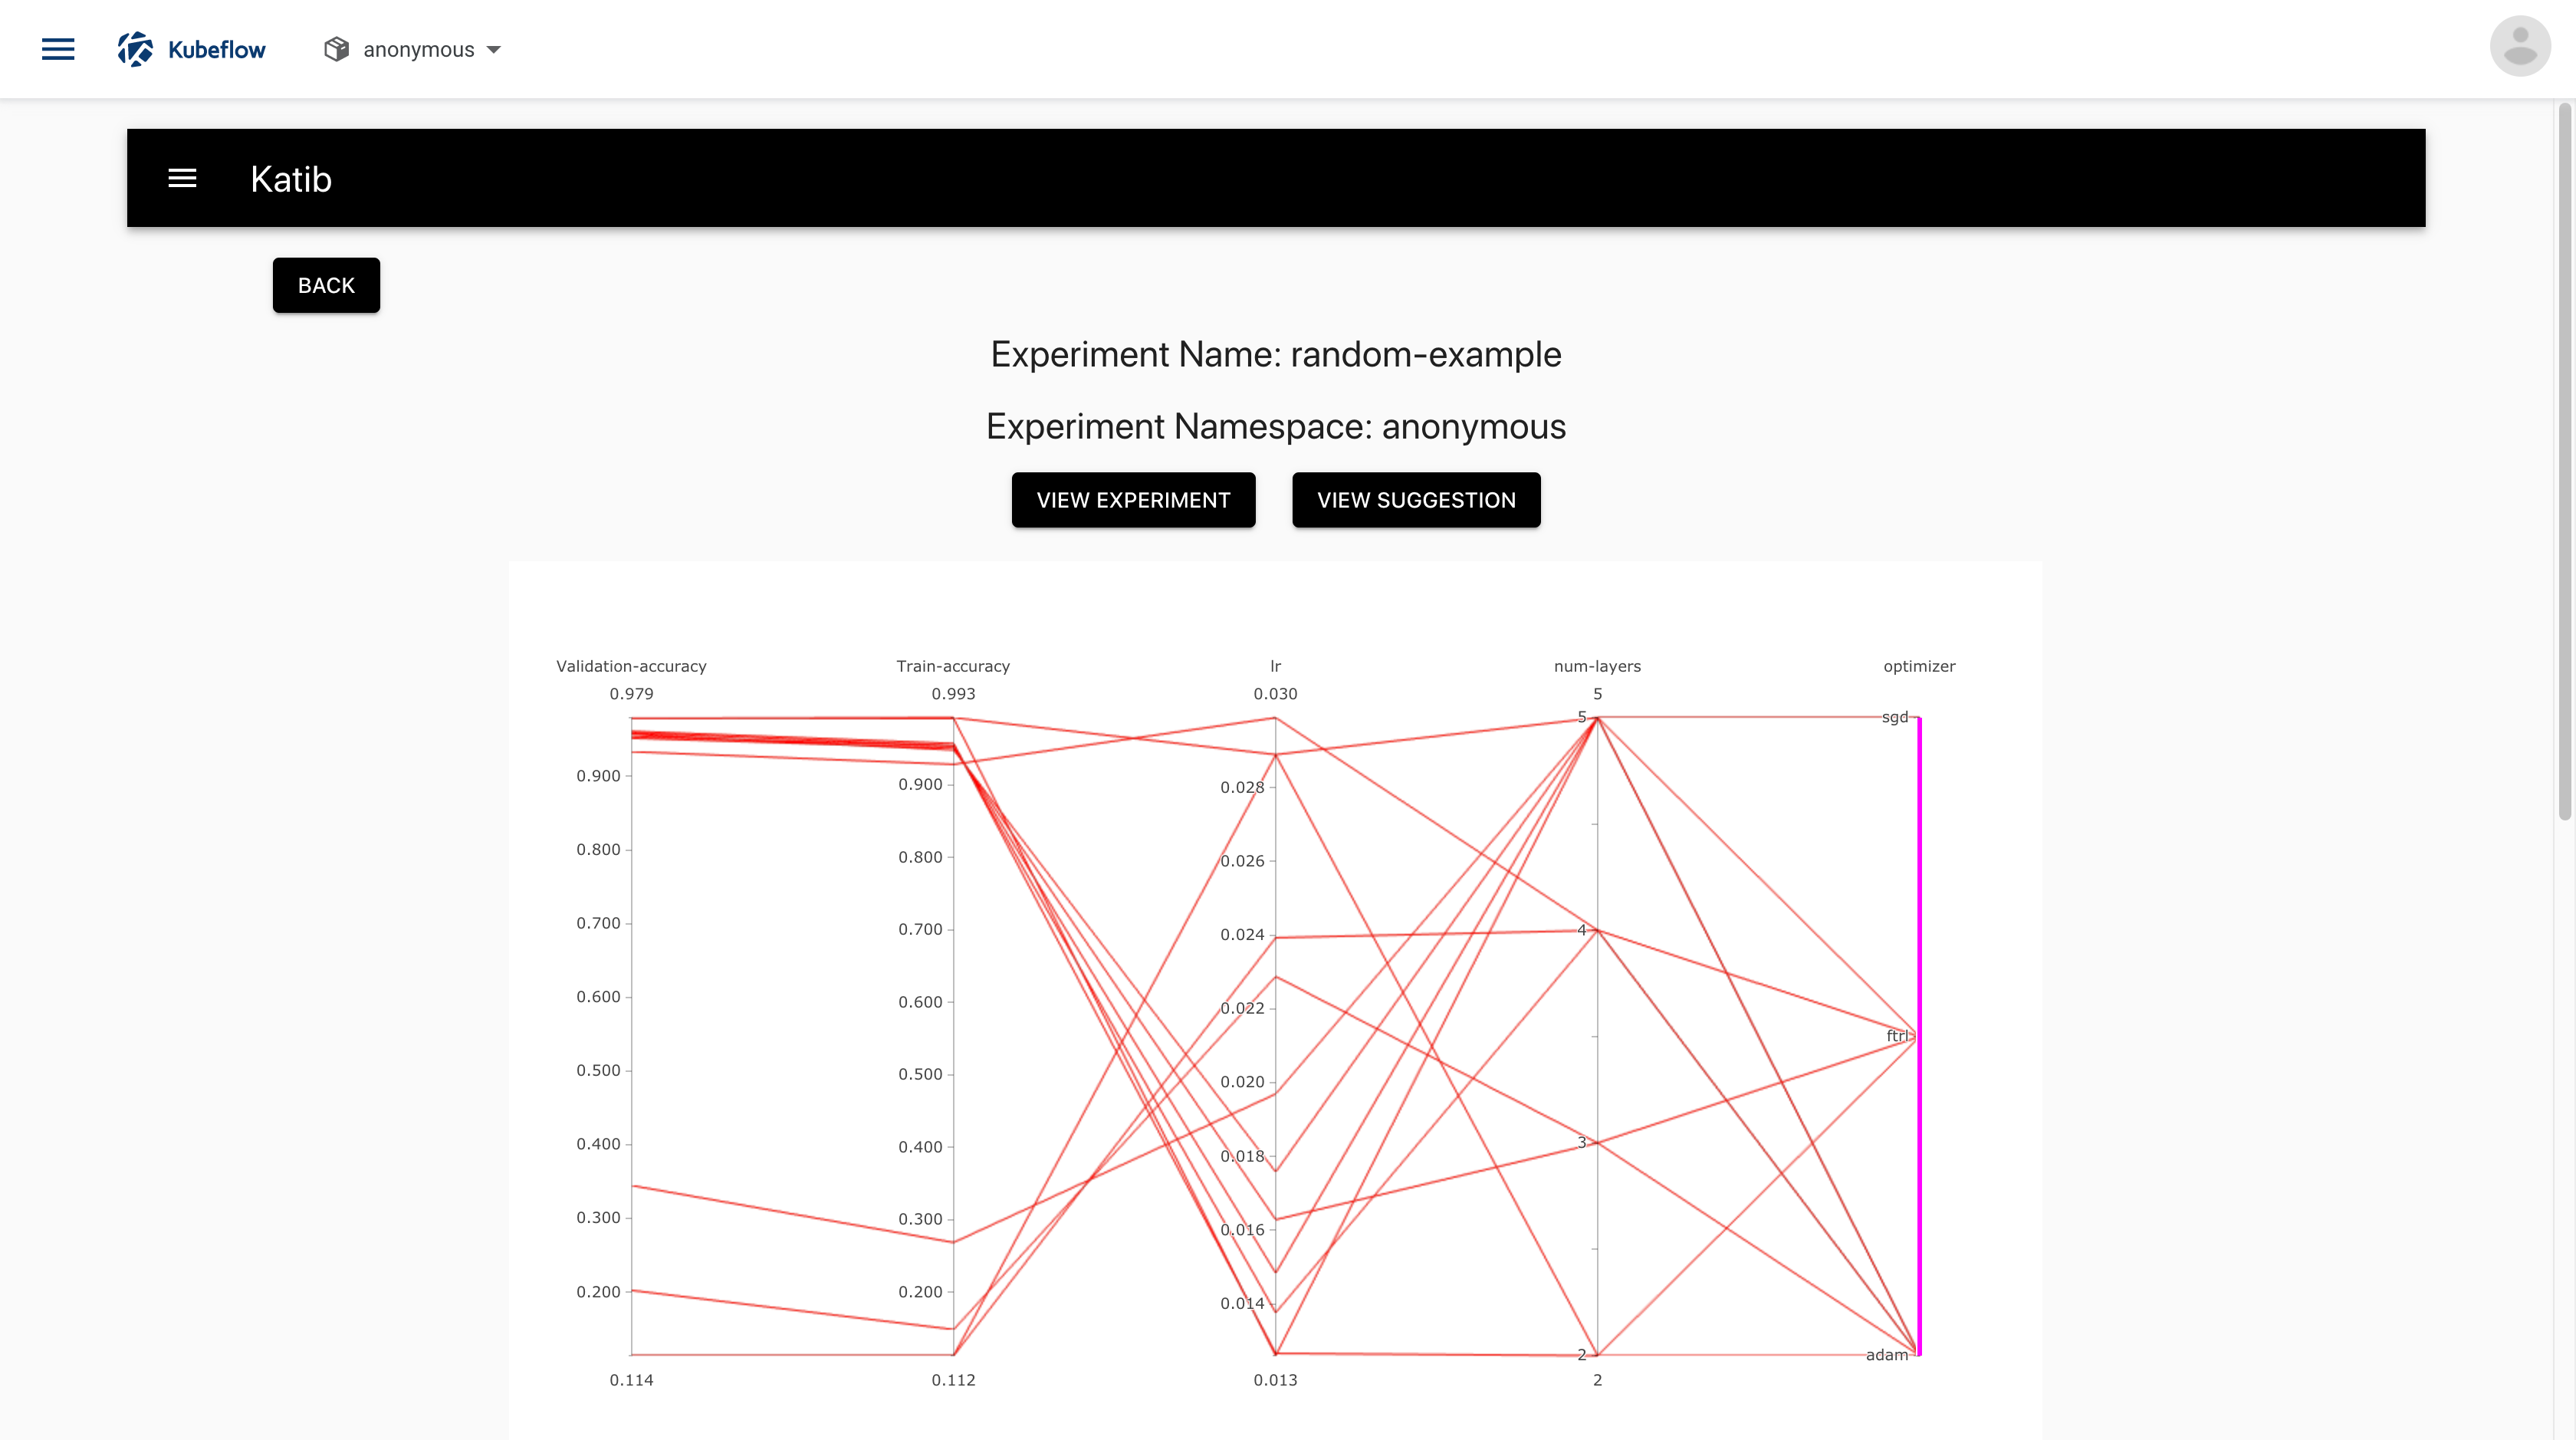 Kubeflow anonymous
Katib
BACK
Experiment Name: random-example
Experiment Namespace: anonymous
VIEW EXPERIMENT VIEW SUGGESTION
Validation-accuracy Train-accuracy lr num-layers optimizer
0.979 0.993 0.030 5
5 sgd
0.900 0.900 0.028
0.800 0.800 0.026
0.700 0.700 0.024 4
0.600 0.600 0.022 ftrl
0.500 0.500 0.020
0.400 0.400 0.018 3
0.300 0.300 0.016
0.200 0.200 0.014
2 adam
0.114 0.112 0.013 2